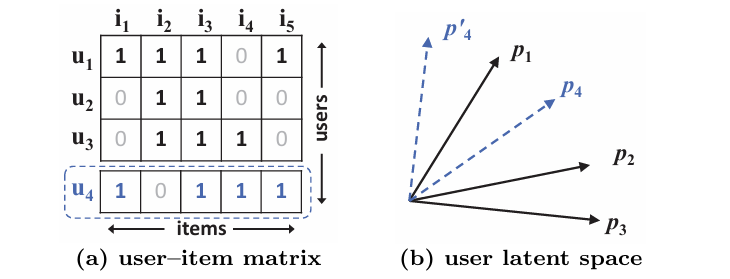 i1 i2 i3 i4 i5
u1 1 1 1 0 1
u2 0 1 1 0 0
u3 0 1 1 1 0
u4 1 0 1 1 1
users
items
(a) user–item matrix
p'4
p1
p4
p2
p3
(b) user latent space